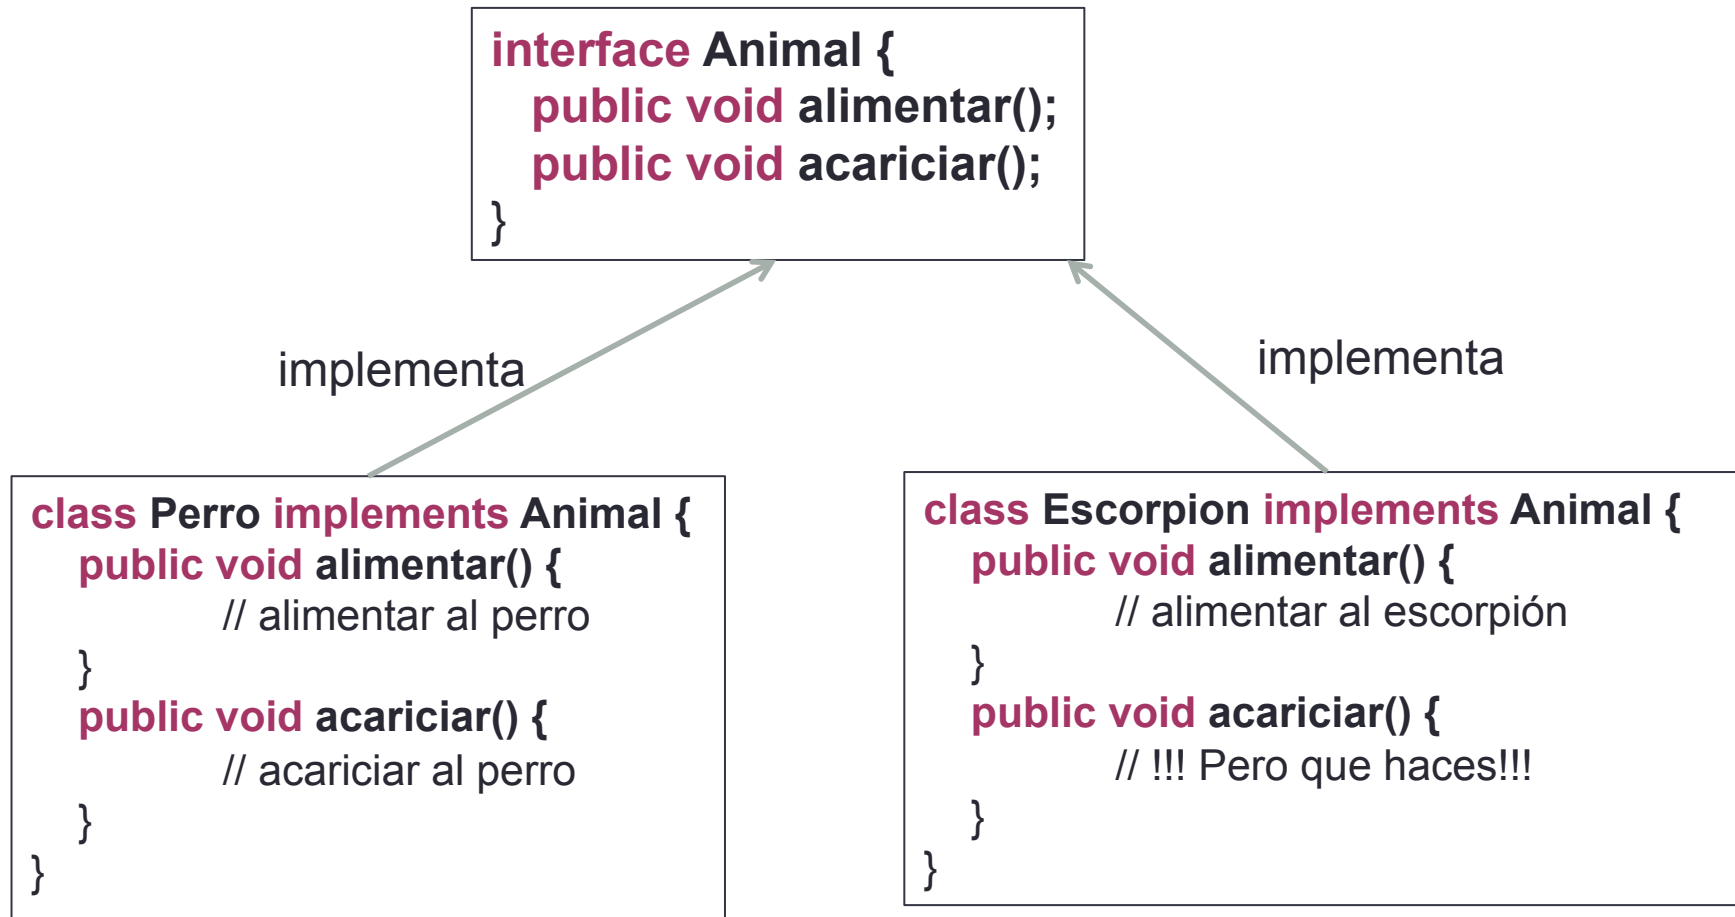 interface Animal {
public void alimentar();
public void acariciar();
}
implementa
implementa
class Perro implements Animal {
public void alimentar() {
// alimentar al perro
}
public void acariciar() {
// acariciar al perro
}
}
class Escorpion implements Animal {
public void alimentar() {
// alimentar al escorpión
}
public void acariciar() {
// !!! Pero que haces!!!
}
}